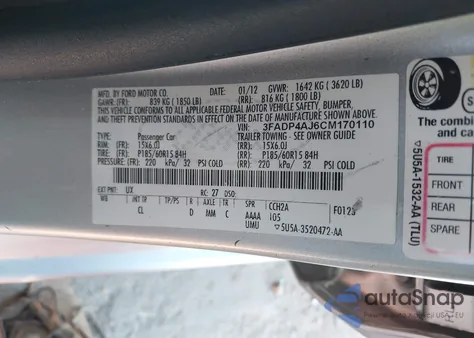 MFD. BY FORD MOTOR CO.
01/12 GVWR: 1642 KG ( 3620 LB)
GAWR: (FR): 839 KG ( 1850 LB) (RR): 816 KG ( 1800 LB)
THIS VEHICLE CONFORMS TO ALL APPLICABLE FEDERAL MOTOR VEHICLE SAFETY, BUMPER,
AND THEFT PREVENTION STANDARDS IN EFFECT ON THE DATE OF MANUFACTURE SHOWN ABOVE.
VIN: 3FADP4AJ6CM170110
TYPE: Passenger Car TRAILER TOWING - SEE OWNER GUIDE
RIM: (FR): 15X6.0J (RR): 15X6.0J
TIRES: (FR): P185/60R15 84H (RR): P185/60R15 84H
PRESSURE: (FR): 220 kPa/ 32 PSI COLD (RR): 220 kPa/ 32 PSI COLD
EXT PNT: UX RC: 27 DSO:
WB INT TR TP/PS R AXLE TR SPR CCH2A F0123
CL D MM C AAAA i05
UMU 5U5A-3520472-AA
5U5A-1532-AA (TLU)
TIRE
FRONT
REAR
SPARE
autoSnap